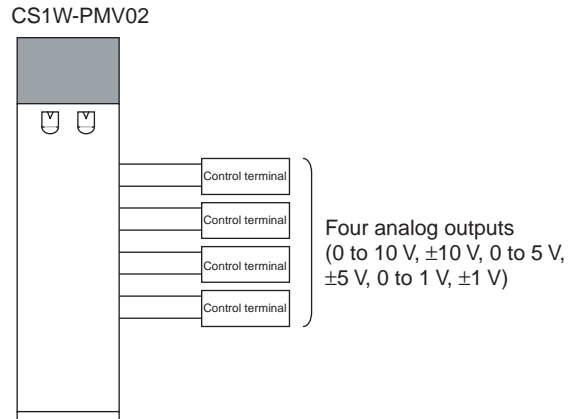 CS1W-PMV02
Control terminal
Control terminal
Control terminal
Control terminal
Four analog outputs
(0 to 10 V, ±10 V, 0 to 5 V,
±5 V, 0 to 1 V, ±1 V)